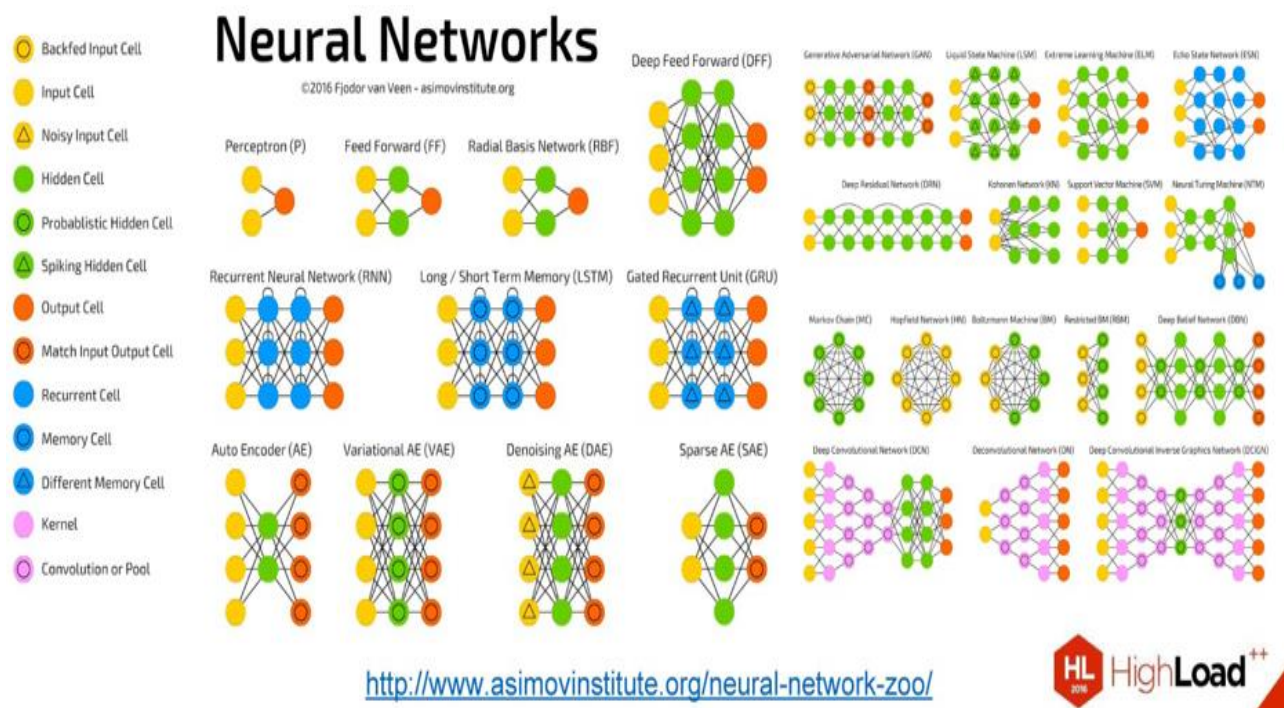 Neural Networks
©2016 Fjodor van Veen - asimovinstitute.org
Backfed Input Cell
Input Cell
Noisy Input Cell
Hidden Cell
Probablistic Hidden Cell
Spiking Hidden Cell
Output Cell
Match Input Output Cell
Recurrent Cell
Memory Cell
Different Memory Cell
Kernel
Convolution or Pool
Perceptron (P)
Feed Forward (FF)
Radial Basis Network (RBF)
Deep Feed Forward (DFF)
Recurrent Neural Network (RNN)
Long / Short Term Memory (LSTM)
Gated Recurrent Unit (GRU)
Auto Encoder (AE)
Variational AE (VAE)
Denoising AE (DAE)
Sparse AE (SAE)
Generative Adversarial Network (GAN)
Liquid State Machine (LSM)
Extreme Learning Machine (ELM)
Echo State Network (ESN)
Deep Residual Network (DRN)
Kohonen Network (KN)
Support Vector Machine (SVM)
Neural Turing Machine (NTM)
Markov Chain (MC)
Hopfield Network (HN)
Boltzmann Machine (BM)
Restricted BM (RBM)
Deep Belief Network (DBN)
Deep Convolutional Network (DCN)
Deconvolutional Network (DN)
Deep Convolutional Inverse Graphics Network (DCIGN)
http://www.asimovinstitute.org/neural-network-zoo/
HL
2016
HighLoad++